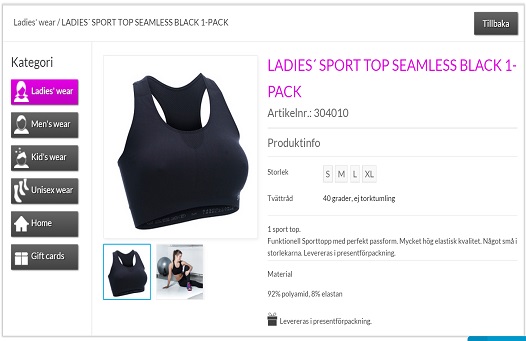 Ladies' wear / LADIES´ SPORT TOP SEAMLESS BLACK 1-PACK
Tillbaka
Kategori
Ladies' wear
Men's wear
Kid's wear
Unisex wear
Home
Gift cards
LADIES´ SPORT TOP SEAMLESS BLACK 1-
PACK
Artikelnr.: 304010
Produktinfo
Storlek S M L XL
Tvättråd 40 grader, ej torktumling
1 sport top.
Funktionell Sporttopp med perfekt passform. Mycket hög elastisk kvalitet. Något små i
storlekarna. Levereras i presentförpackning.
Material
92% polyamid, 8% elastan
Levereras i presentförpackning.